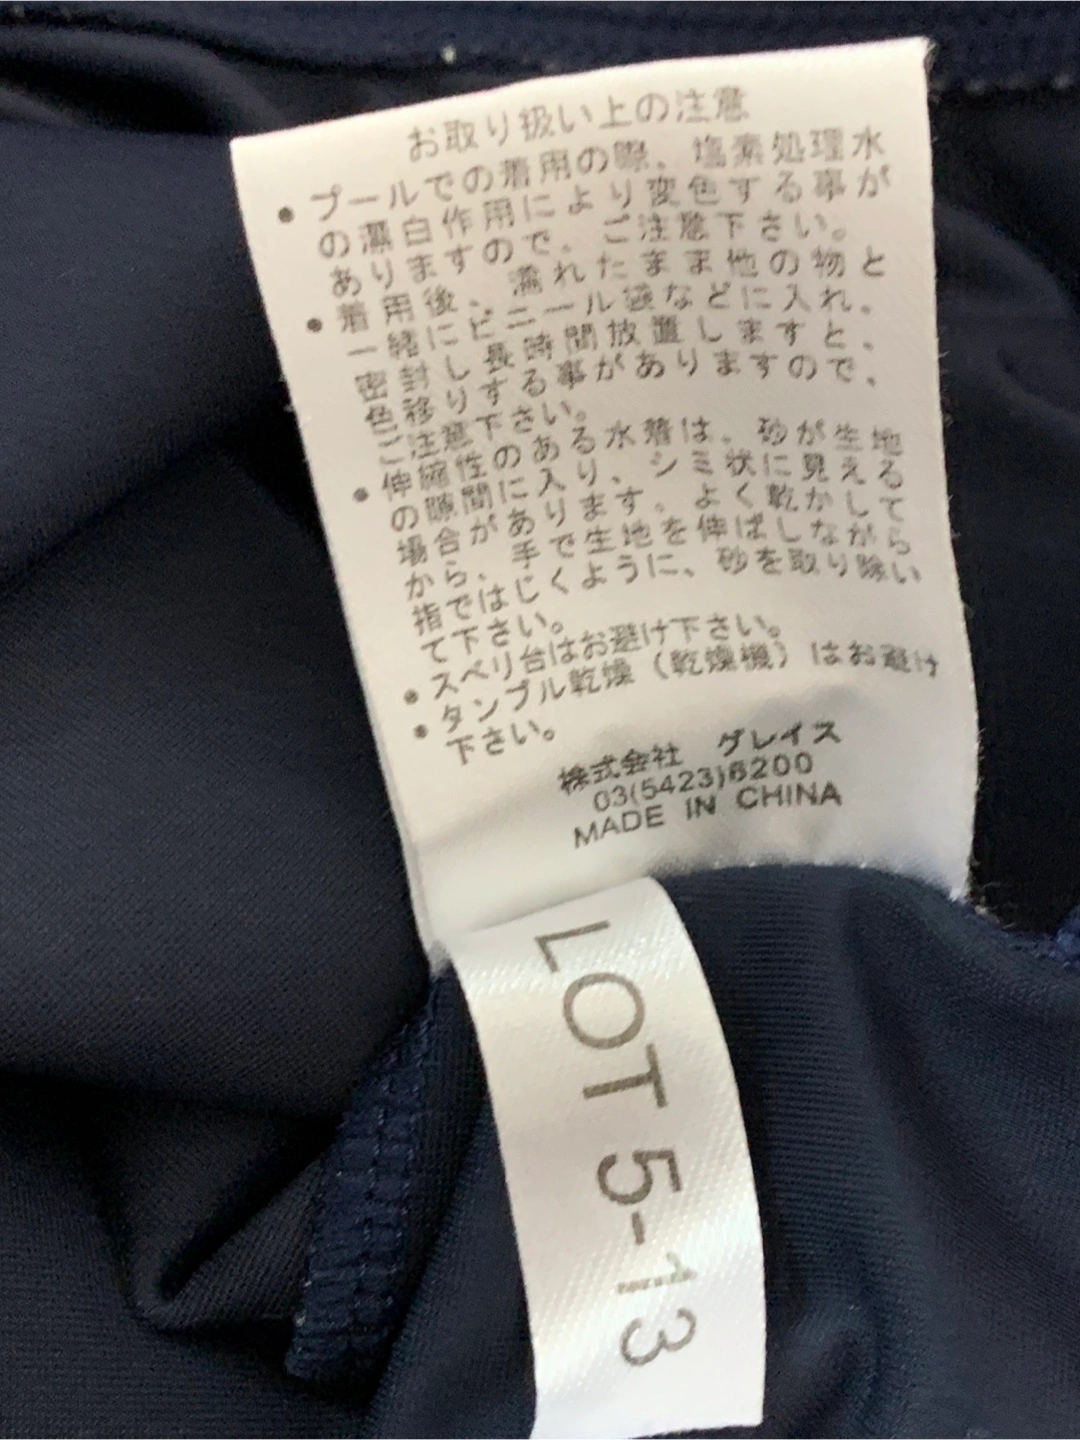 お取り扱い上の注意
●プールでの着用の際、塩素処理水
の濡白作用により変色する事が
ありますので、ご注意下さい。
●着用後、濡れたまま他の物と
一緒にビニール袋などに入れ、
密封し長時間放置しますと、
色移りする事がありますので、
ご注意下さい。
●伸縮性のある水着は、砂が生地
の隙間に入り、シミ状に見える
場合があります。よく乾かして
から、手で生地を伸ばしながら
指ではじくように、砂を取り除い
て下さい。
●スベリ台はお避け下さい。
●タンブル乾燥（乾燥機）はお避け
下さい。
株式会社 グレイス
03(5423)6200
MADE IN CHINA
LOT 5-13